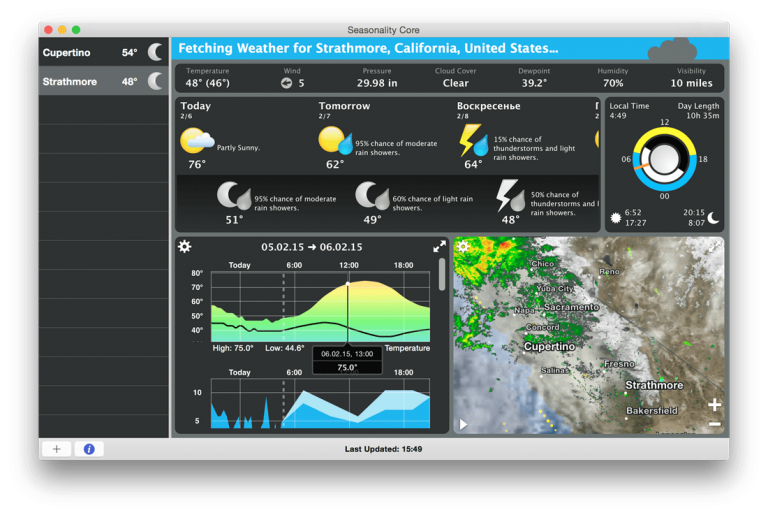 Seasonality Core
Cupertino 54°
Strathmore 48°
Fetching Weather for Strathmore, California, United States...
Temperature Wind Pressure Cloud Cover Dewpoint Humidity Visibility
48° (46°) 5 29.98 in Clear 39.2° 70% 10 miles
Today Tomorrow Воскресенье
2/6 2/7 2/8 2/
Partly Sunny.
95% chance of moderate
rain showers.
15% chance of
thunderstorms and light
rain showers.
76° 62° 64°
95% chance of moderate
rain showers.
60% chance of light rain
showers.
50% chance of
thunderstorms and
rain showers.
51° 49° 48°
Local Time Day Length
4:49 10h 35m
12
06 18
00
6:52 20:15
17:27 8:07
05.02.15 → 06.02.15
Today 6:00 12:00 18:00
80°
70°
60°
50°
40°
High: 75.0° Low: 44.6° Temperature
06.02.15, 13:00
75.0°
Today 18:00
10
5
Chico
Reno
Yuba City
Napa Sacramento
Concord
Cupertino
Salinas
Fresno
Strathmore
Bakersfield
Last Updated: 15:49